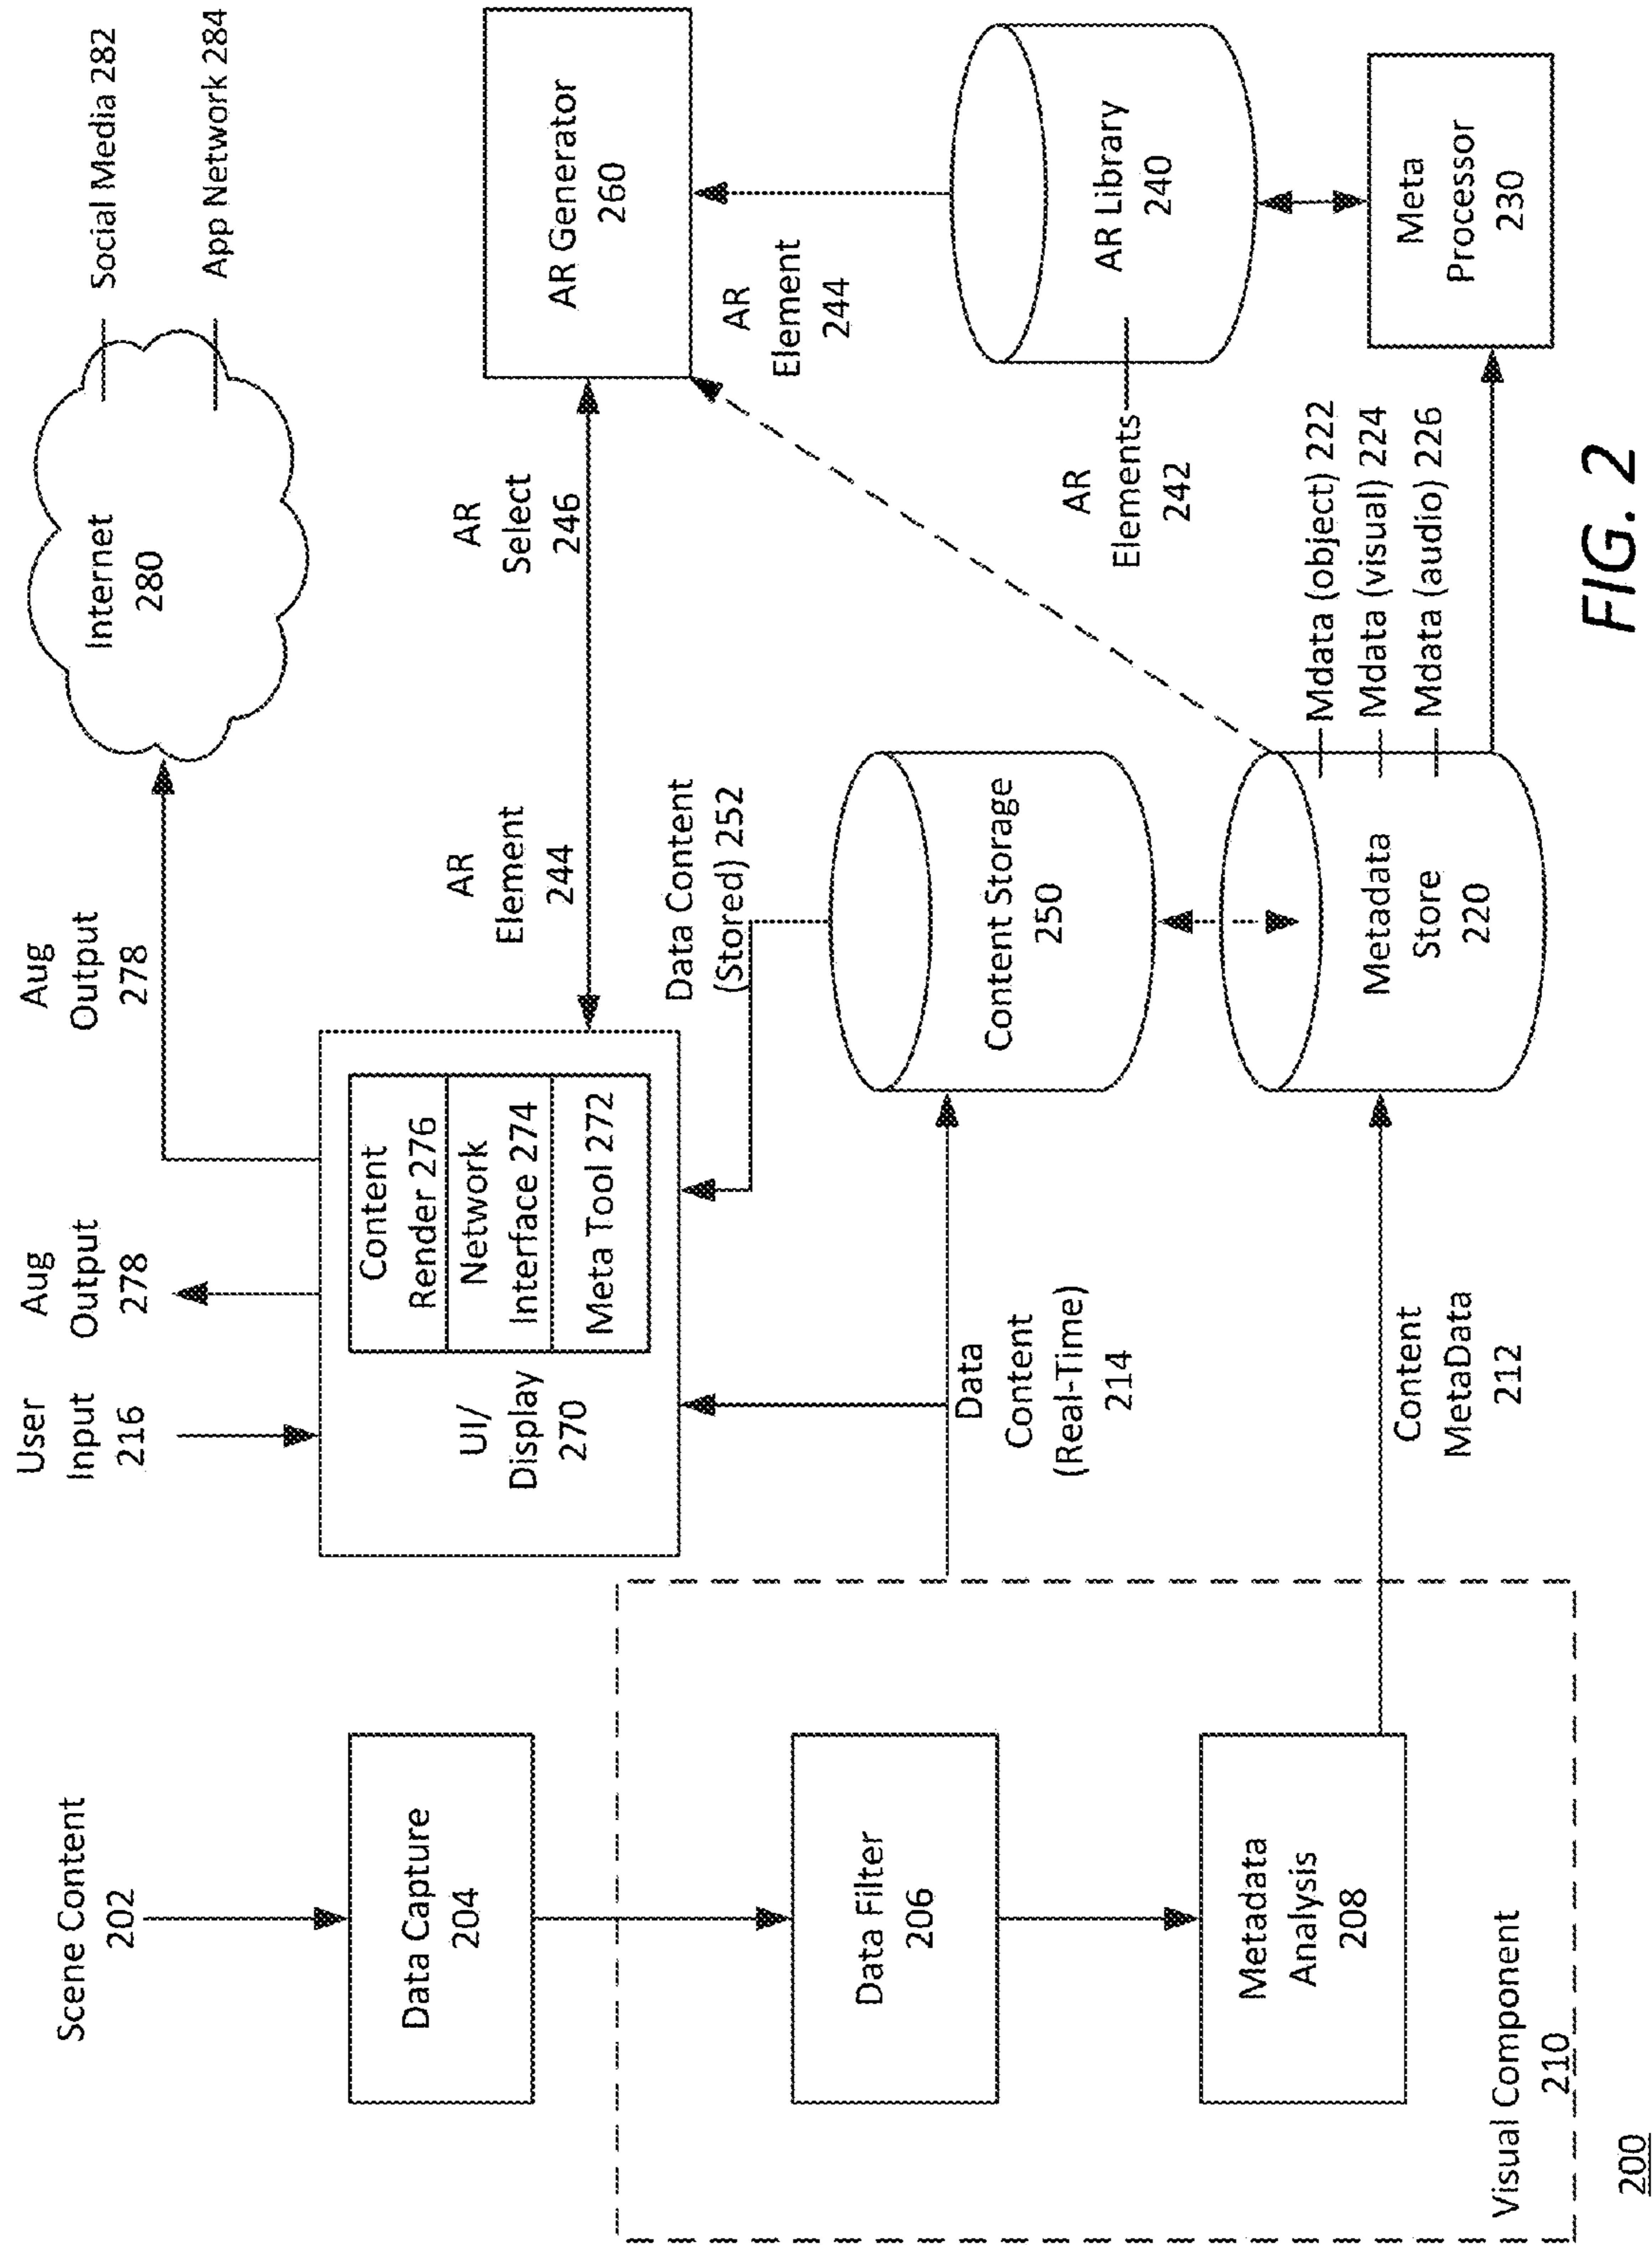 Scene Content
202
Data Capture
204
Data Filter
206
Metadata
Analysis
208
Visual Component
210
200
User
Input
216
Aug
Output
278
Aug
Output
278
UI/
Display
270
Content
Render 276
Network
Interface 274
Meta Tool 272
Data
Content
(Real-Time)
214
Content
MetaData
212
Internet
280
Social Media 282
App Network 284
AR
Element
244
AR
Select
246
AR Generator
260
Data Content
(Stored) 252
Content Storage
250
Metadata
Store
220
Mdata (object) 222
Mdata (visual) 224
Mdata (audio) 226
AR
Element
244
AR
Elements
242
AR Library
240
Meta
Processor
230
FIG. 2